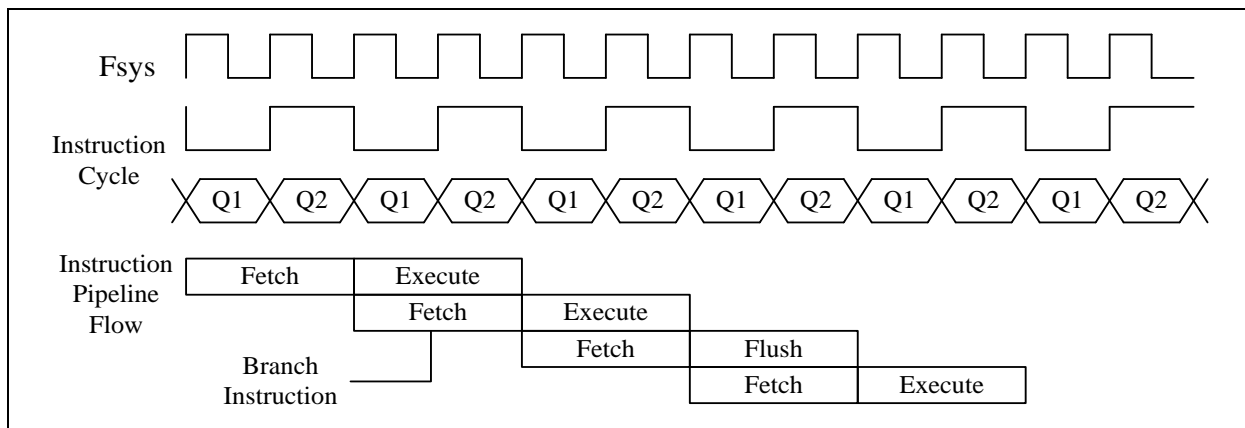 Fsys
Instruction
Cycle
Q1 Q2 Q1 Q2 Q1 Q2 Q1 Q2 Q1 Q2 Q1 Q2
Instruction
Pipeline
Flow
Fetch Execute
Fetch Execute
Fetch Flush
Fetch Execute
Branch
Instruction